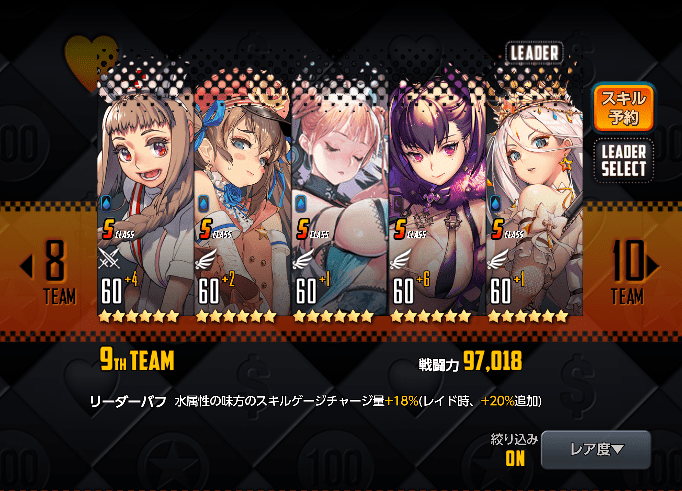 LEADER
スキル
予約
LEADER
SELECT
S CLASS
60 +4
S CLASS
60 +2
S CLASS
60 +1
S CLASS
60 +6
S CLASS
60 +1
8
TEAM
10
TEAM
9TH TEAM
戦闘力 97,018
リーダーバフ 水属性の味方のスキルゲージチャージ量+18%(レイド時、+20%追加)
絞り込み
ON
レア度▼
100